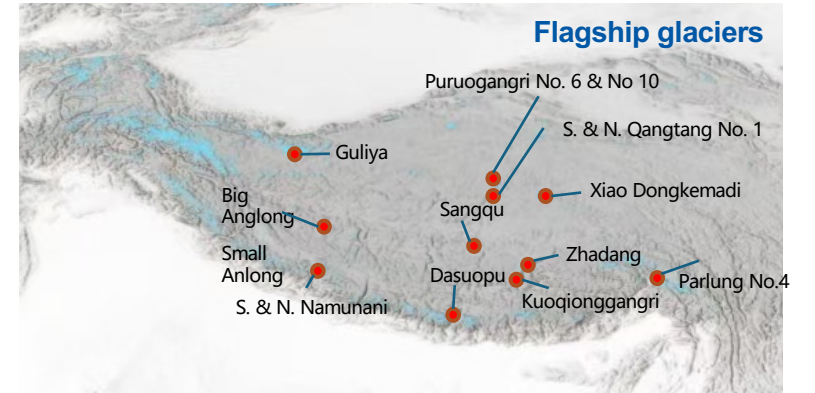 Flagship glaciers
Puruogangri No. 6 & No 10
S. & N. Qangtang No. 1
Guliya
Xiao Dongkemadi
Big
Anglong
Sangqu
Small
Anlong
Zhadang
Dasuopu
Parlung No.4
Kuoqionggangri
S. & N. Namunani